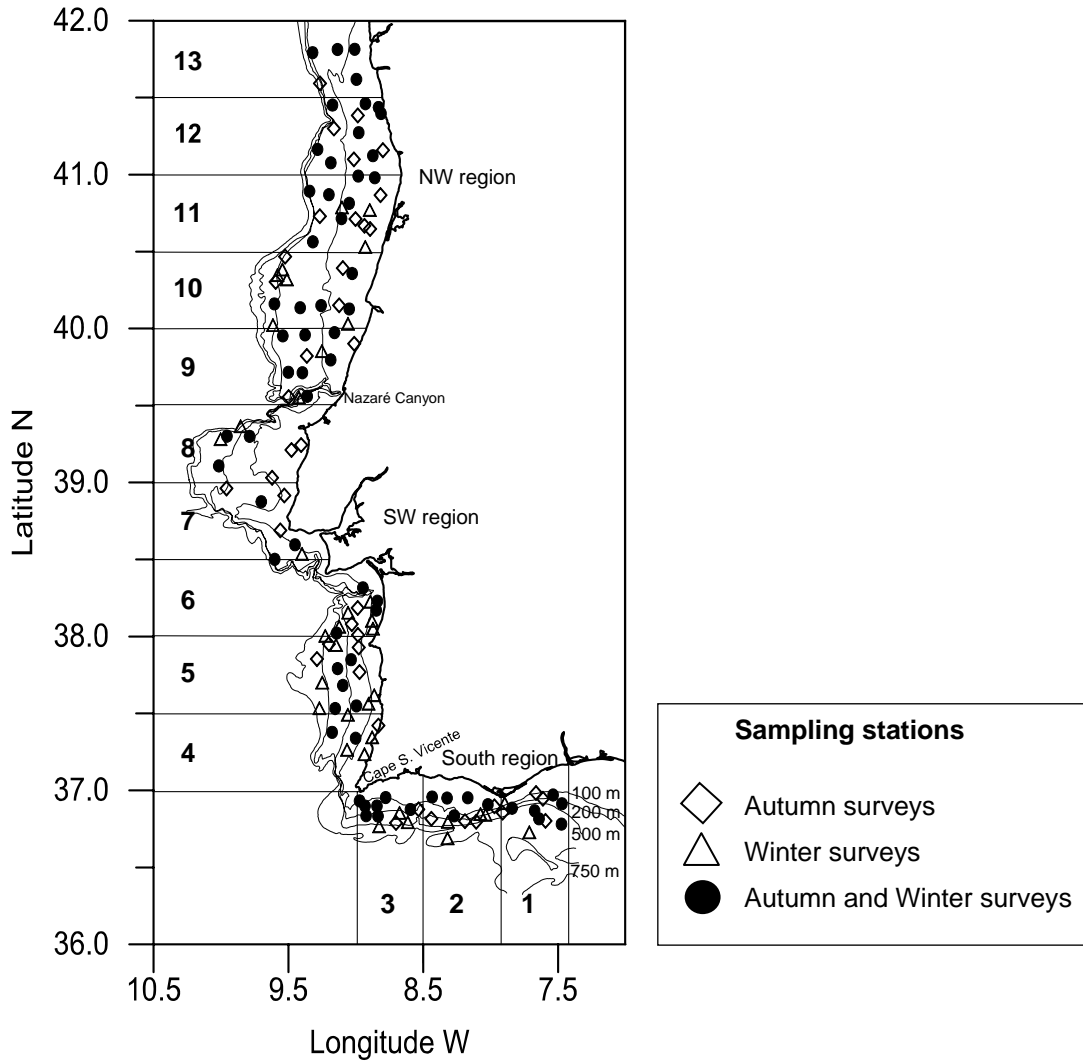 42.0
13
12
41.0
NW region
11
10
40.0
9
Nazaré Canyon
8
39.0
7
SW region
6
38.0
5
4
Cape S. Vicente
South region
37.0
100 m
200 m
500 m
750 m
3
2
1
36.0
10.5
9.5
8.5
7.5
Latitude N
Longitude W
Sampling stations
Autumn surveys
Winter surveys
Autumn and Winter surveys